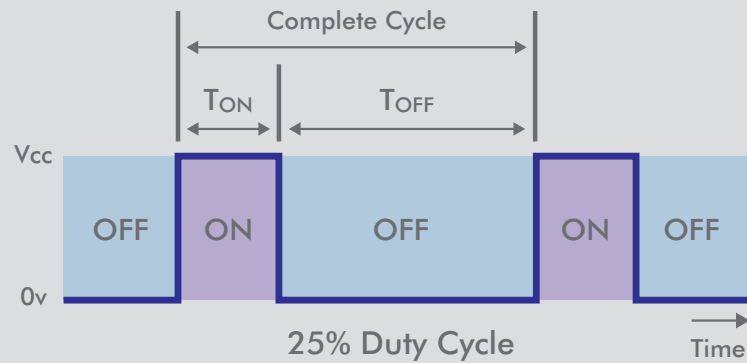 Complete Cycle
TON
TOFF
Vcc
OFF
ON
OFF
ON
OFF
0v
25% Duty Cycle
Time